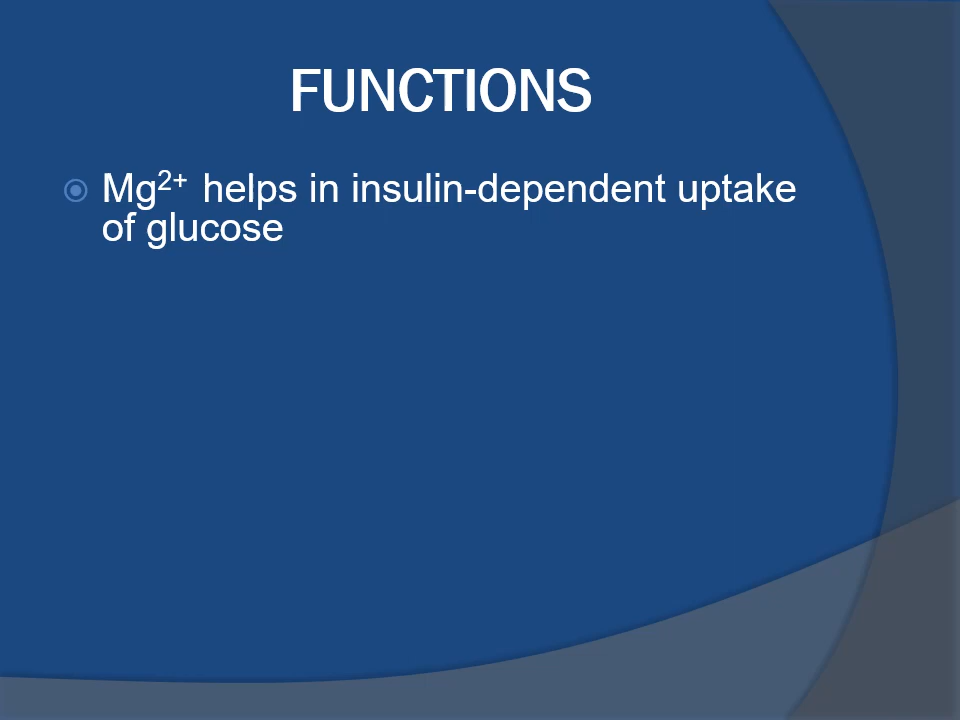 FUNCTIONS
Mg²⁺ helps in insulin-dependent uptake
of glucose